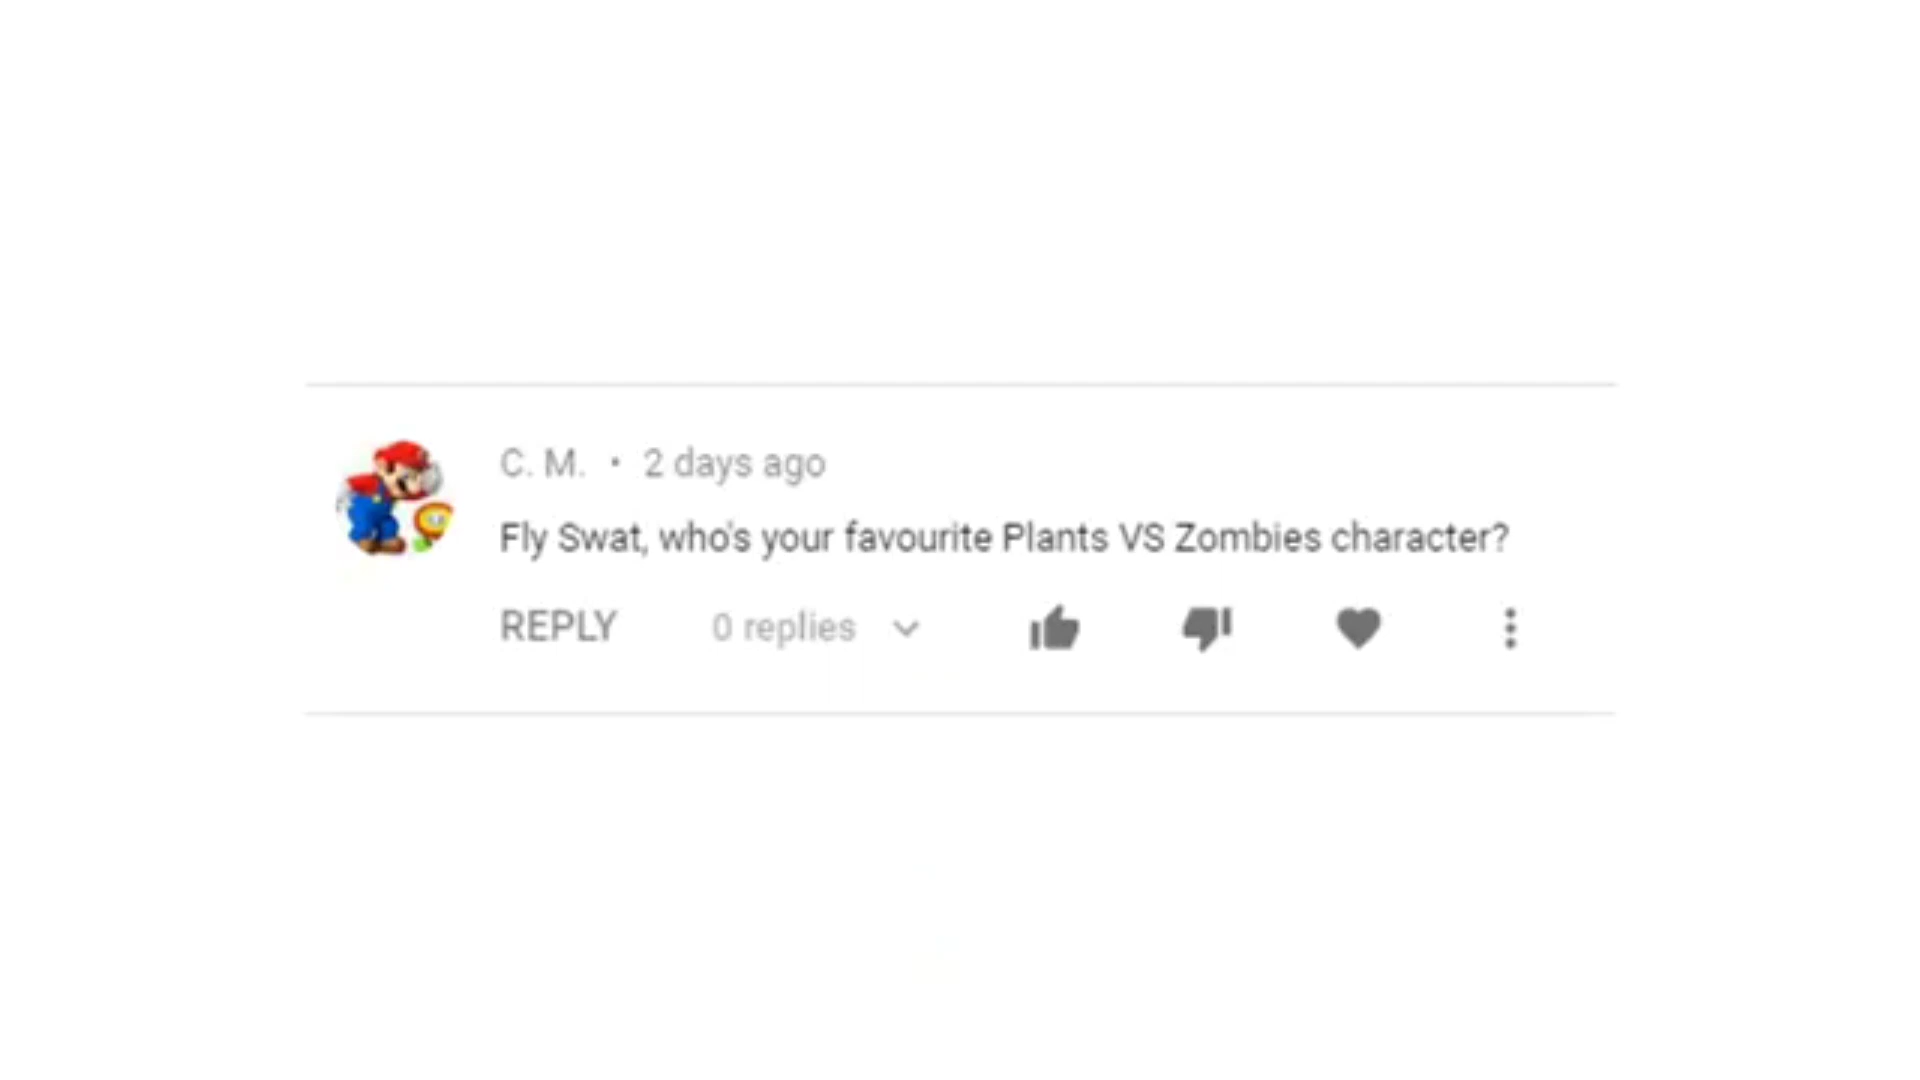 C. M. • 2 days ago
Fly Swat, who's your favourite Plants VS Zombies character?
REPLY 0 replies